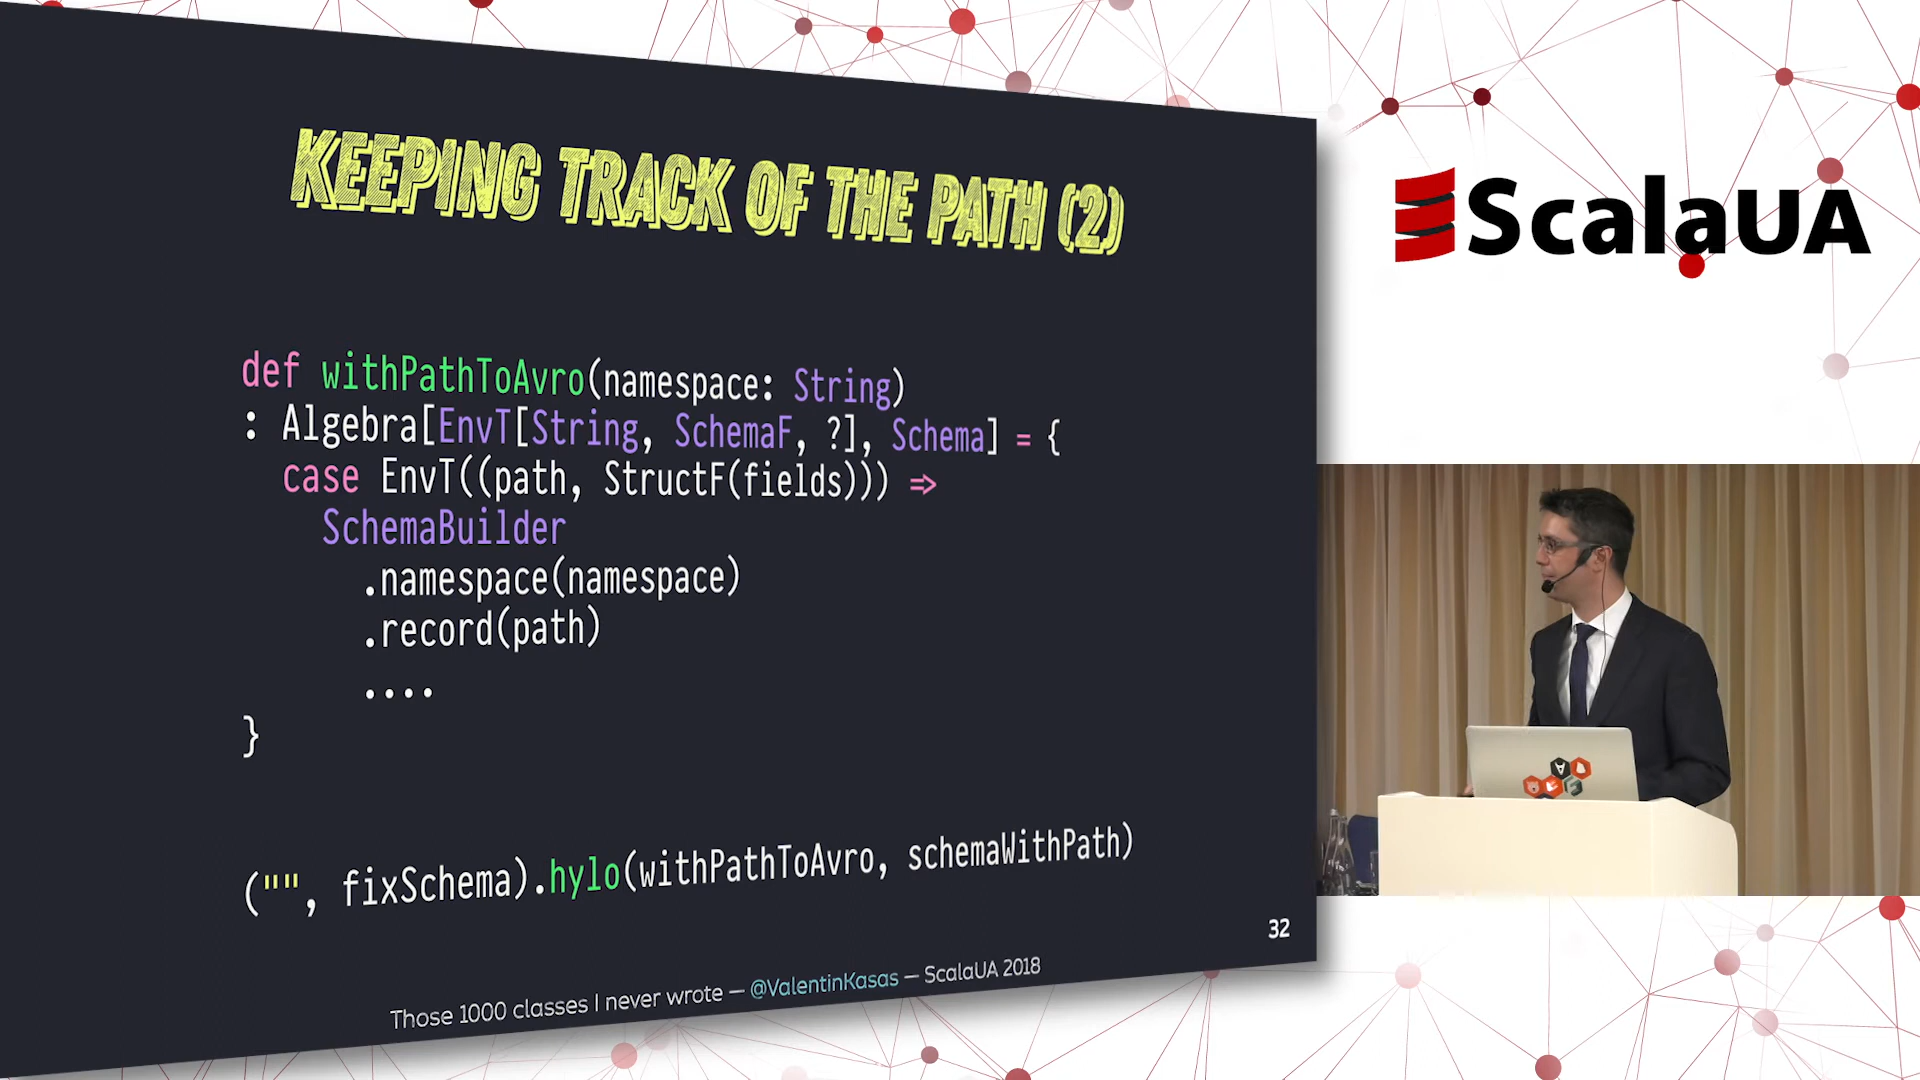 KEEPING TRACK OF THE PATH (2)
def withPathToAvro(namespace: String)
: Algebra[EnvT[String, SchemaF, ?], Schema] = {
case EnvT((path, StructF(fields))) =>
SchemaBuilder
.namespace(namespace)
.record(path)
....
}
("", fixSchema).hylo(withPathToAvro, schemaWithPath)
32
Those 1000 classes I never wrote — @ValentinKasas — ScalaUA 2018
ScalaUA